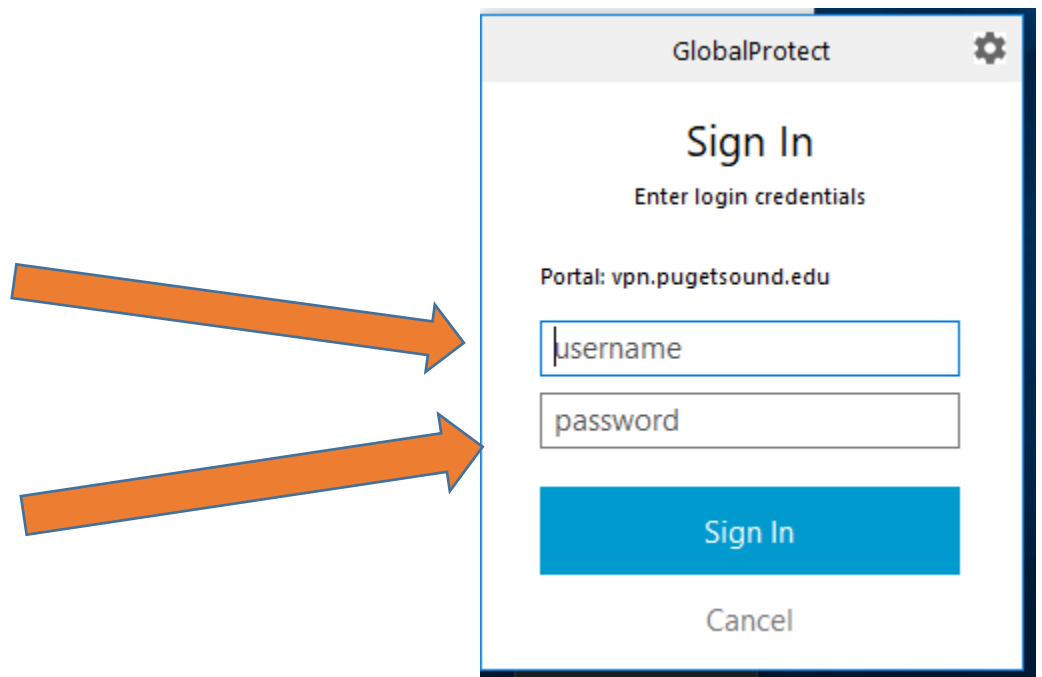 GlobalProtect
Sign In
Enter login credentials
Portal: vpn.pugetsound.edu
username
password
Sign In
Cancel